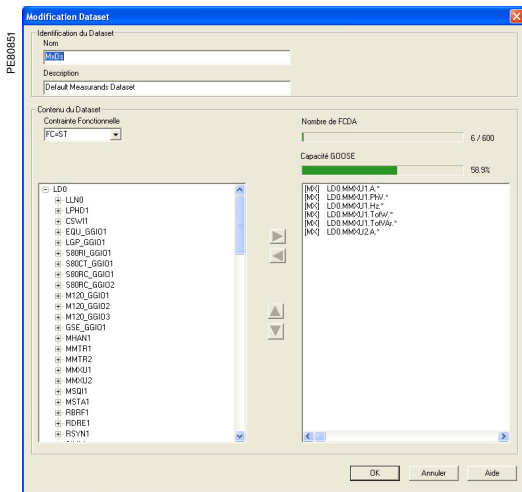 PE80851
Modification Dataset
Identification du Dataset
Nom
MxDs
Description
Default Measurands Dataset
Contenu du Dataset
Contrainte Fonctionnelle
FC=ST
Nombre de FCDA
6 / 600
Capacité GOOSE
58.9%
LD0
LLN0
LPHD1
CSWI1
EQU_GGIO1
LGP_GGIO1
S80RI_GGIO1
S80CT_GGIO1
S80RC_GGIO1
S80RC_GGIO2
M120_GGIO1
M120_GGIO2
M120_GGIO3
GSE_GGIO1
MHAN1
MMTR1
MMTR2
MMXU1
MMXU2
MSQI1
MSTA1
RBRF1
RDRE1
RSYN1
[MX] LD0.MMXU1.A.*
[MX] LD0.MMXU1.PhV.*
[MX] LD0.MMXU1.Hz.*
[MX] LD0.MMXU1.TotW.*
[MX] LD0.MMXU1.TotVAr.*
[MX] LD0.MMXU2.A.*
OK
Annuler
Aide